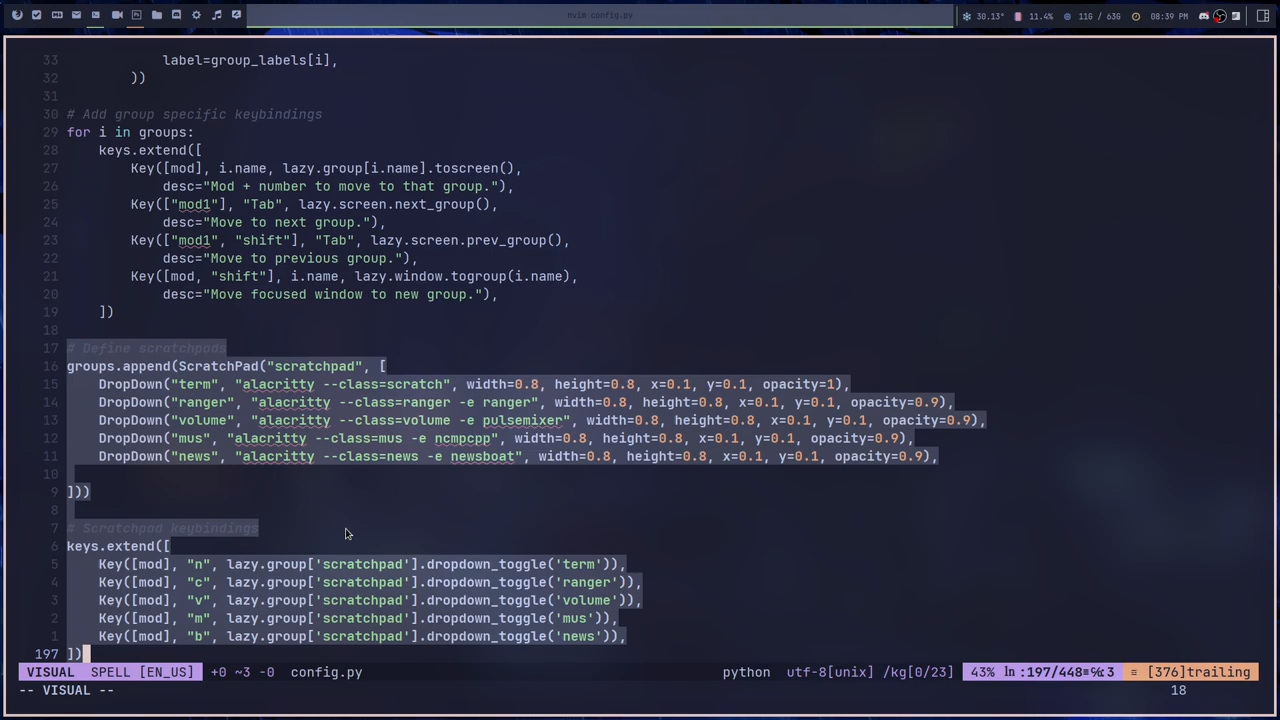 nvim config.py
30.13° 11.4% 11G / 63G 08:39 PM
33 label=group_labels[i],
32 ))
31
30 # Add group specific keybindings
29 for i in groups:
28 keys.extend([
27 Key([mod], i.name, lazy.group[i.name].toscreen(),
26 desc="Mod + number to move to that group."),
25 Key(["mod1"], "Tab", lazy.screen.next_group(),
24 desc="Move to next group."),
23 Key(["mod1", "shift"], "Tab", lazy.screen.prev_group(),
22 desc="Move to previous group."),
21 Key([mod, "shift"], i.name, lazy.window.togroup(i.name),
20 desc="Move focused window to new group."),
19 ])
18
17 # Define scratchpads
16 groups.append(ScratchPad("scratchpad", [
15 DropDown("term", "alacritty --class=scratch", width=0.8, height=0.8, x=0.1, y=0.1, opacity=1),
14 DropDown("ranger", "alacritty --class=ranger -e ranger", width=0.8, height=0.8, x=0.1, y=0.1, opacity=0.9),
13 DropDown("volume", "alacritty --class=volume -e pulsemixer", width=0.8, height=0.8, x=0.1, y=0.1, opacity=0.9),
12 DropDown("mus", "alacritty --class=mus -e ncmpcpp", width=0.8, height=0.8, x=0.1, y=0.1, opacity=0.9),
11 DropDown("news", "alacritty --class=news -e newsboat", width=0.8, height=0.8, x=0.1, y=0.1, opacity=0.9),
10
9 ]))
8
7 # Scratchpad keybindings
6 keys.extend([
5 Key([mod], "n", lazy.group['scratchpad'].dropdown_toggle('term')),
4 Key([mod], "c", lazy.group['scratchpad'].dropdown_toggle('ranger')),
3 Key([mod], "v", lazy.group['scratchpad'].dropdown_toggle('volume')),
2 Key([mod], "m", lazy.group['scratchpad'].dropdown_toggle('mus')),
1 Key([mod], "b", lazy.group['scratchpad'].dropdown_toggle('news')),
197 ])
VISUAL SPELL [EN_US] +0 ~3 -0 config.py python utf-8[unix] /kg[0/23] 43% ln :197/448≡℅:3 ≡ [376]trailing
-- VISUAL -- 18